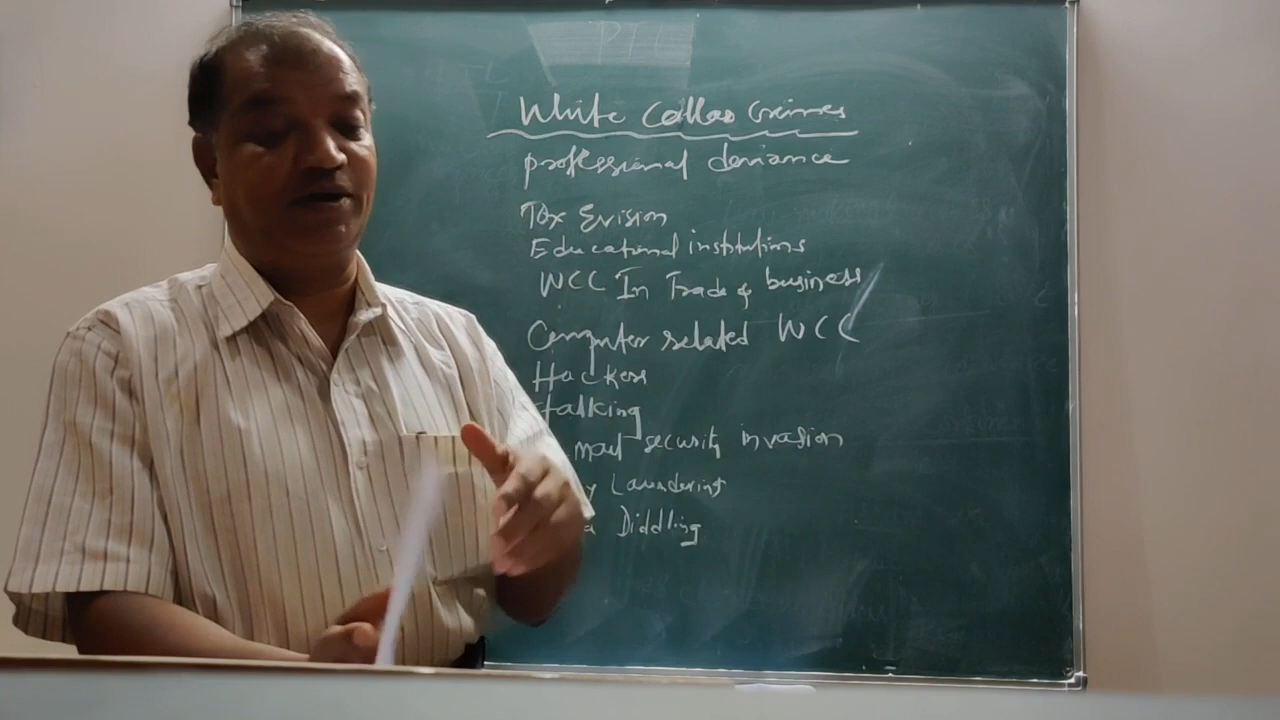 White Collar Crimes
professional deviance
Tax Evision
Educational institutions
WCC In Trade & business
Computer related WCC
Hackers
talking
security invasion
Laundering
Diddling